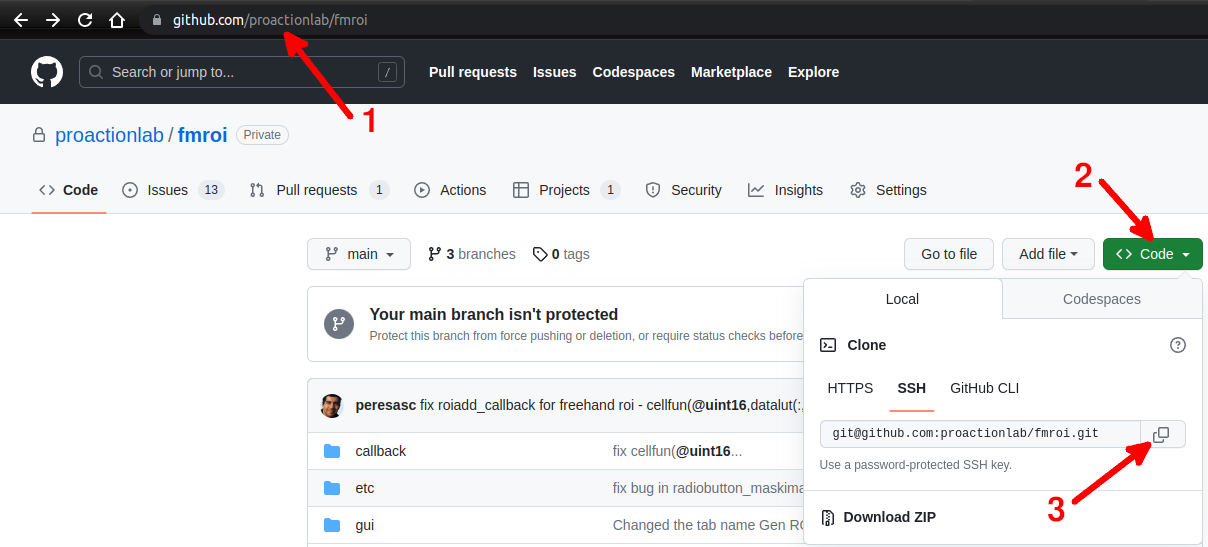 github.com/proactionlab/fmroi
1
Search or jump to... /
Pull requests Issues Codespaces Marketplace Explore
proactionlab / fmroi Private
Code Issues 13 Pull requests 1 Actions Projects 1 Security Insights Settings
2
main 3 branches 0 tags Go to file Add file Code
Local Codespaces
Your main branch isn't protected
Protect this branch from force pushing or deletion, or require status checks before
Clone
HTTPS SSH GitHub CLI
peresasc fix roiadd_callback for freehand roi - cellfun(@uint16,datalut(:,
git@github.com:proactionlab/fmroi.git
callback fix cellfun(@uint16...
Use a password-protected SSH key.
etc fix bug in radiobutton_maskima
3
Download ZIP
gui Changed the tab name Gen RO